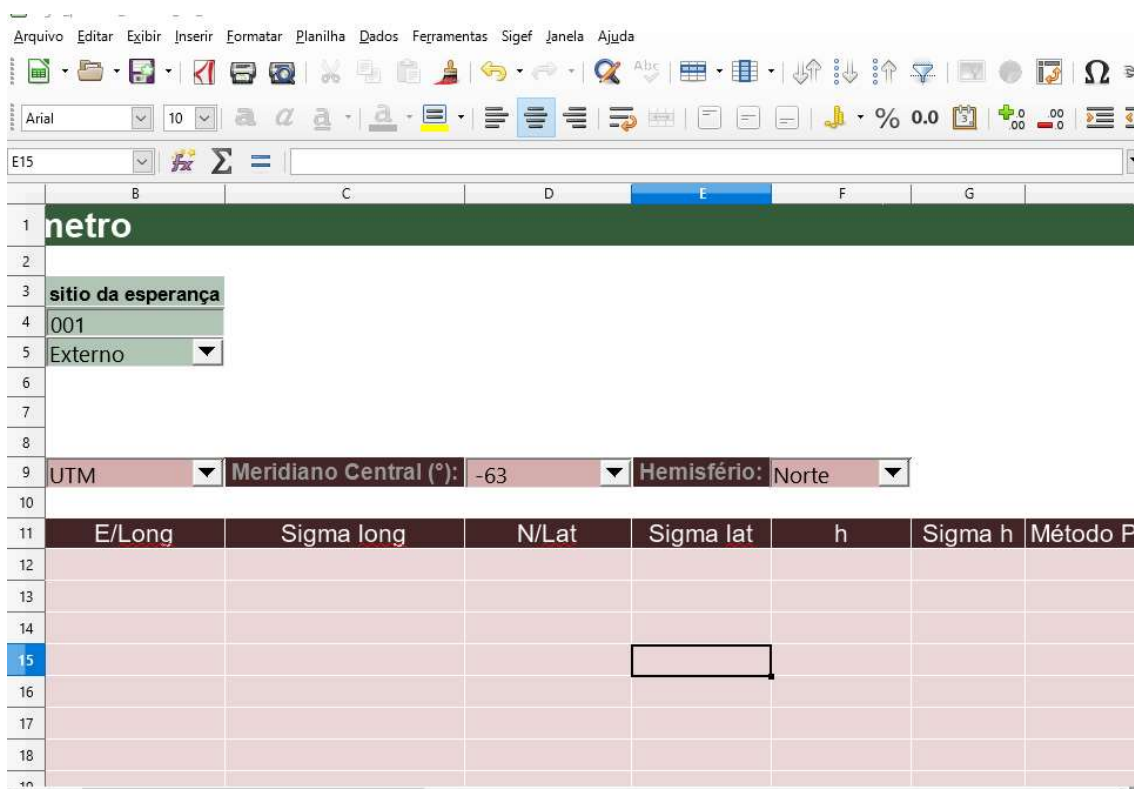 Arquivo Editar Exibir Inserir Formatar Planilha Dados Ferramentas Sigef Janela Ajuda
Arial 10 a a a a % 0.0
E15
B C D E F G
1 metro
2
3 sitio da esperança
4 001
5 Externo
6
7
8
9 UTM Meridiano Central (°): -63 Hemisfério: Norte
10
11 E/Long Sigma long N/Lat Sigma lat h Sigma h Método P
12
13
14
15
16
17
18